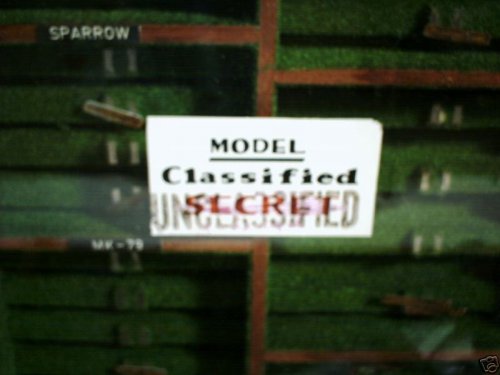 SPARROW
MODEL
Classified
SECRET
UNCLASSIFIED
MK-79